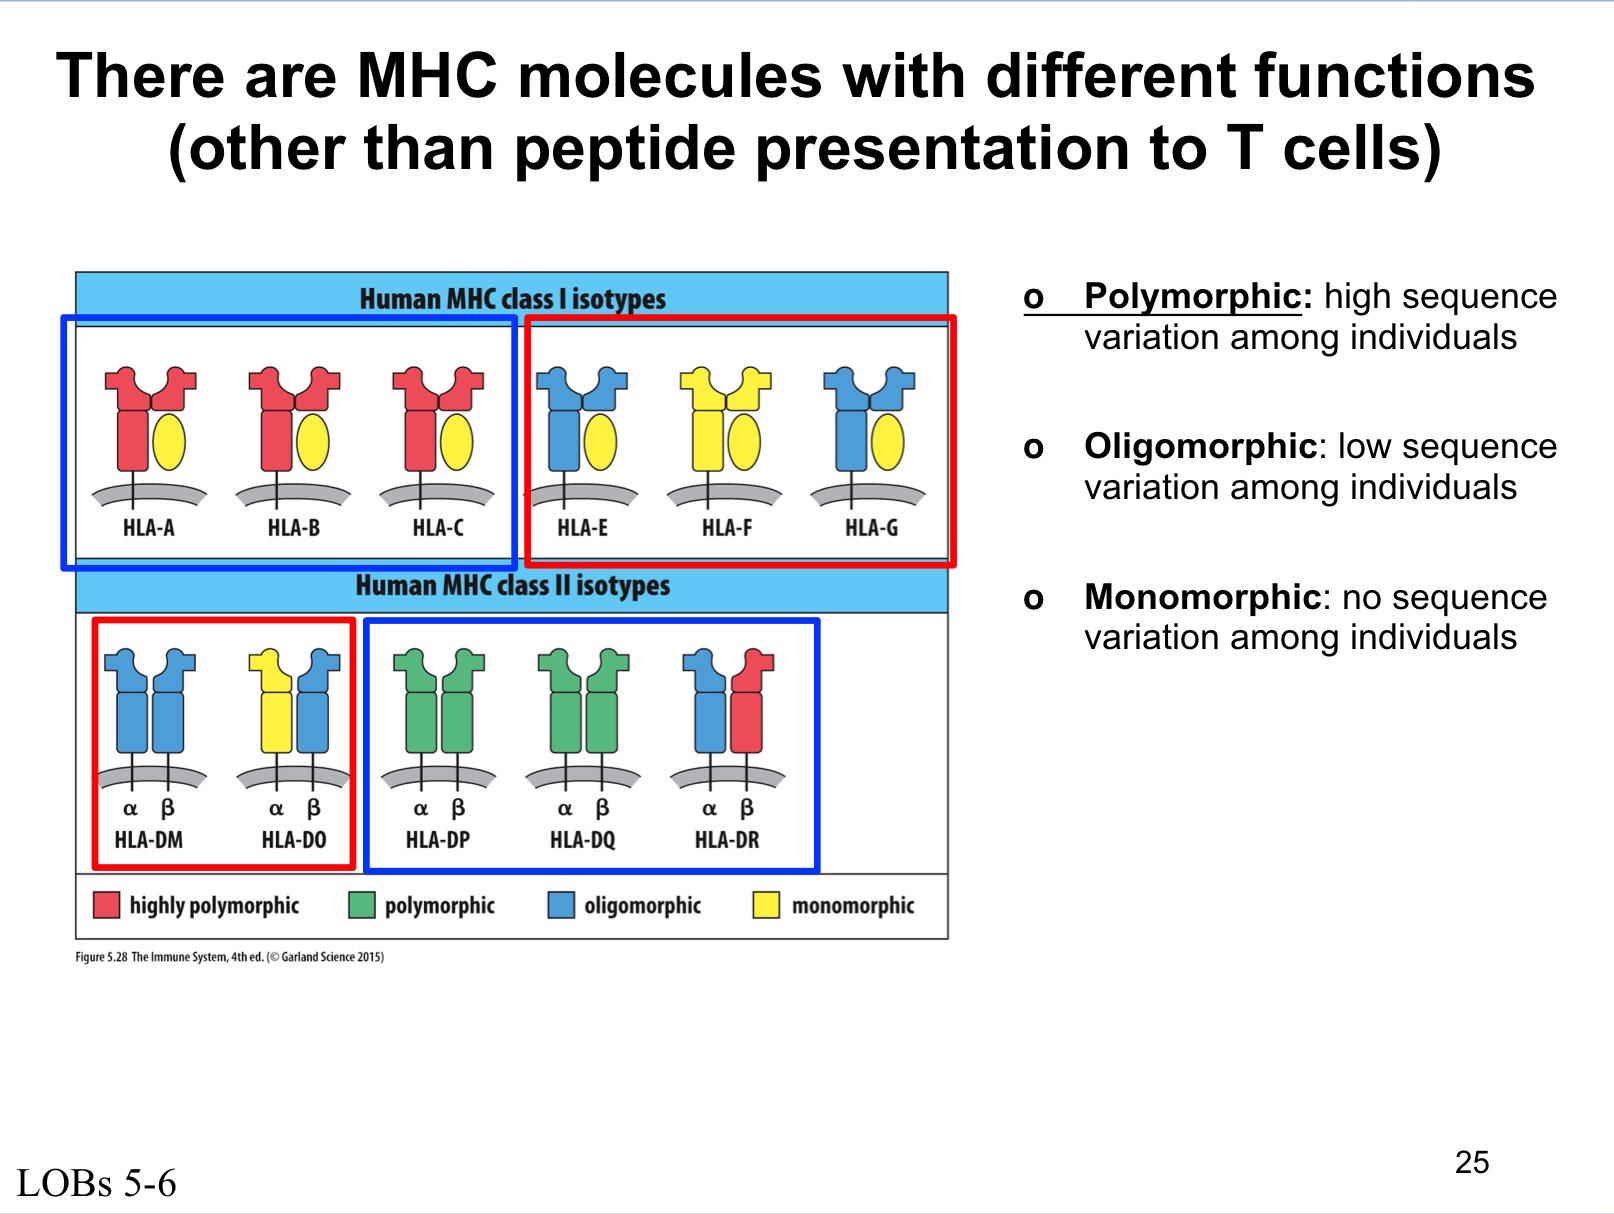 There are MHC molecules with different functions
(other than peptide presentation to T cells)
Human MHC class I isotypes
HLA-A HLA-B HLA-C HLA-E HLA-F HLA-G
Human MHC class II isotypes
α β α β α β α β α β
HLA-DM HLA-DO HLA-DP HLA-DQ HLA-DR
highly polymorphic polymorphic oligomorphic monomorphic
Figure 5.28 The Immune System, 4th ed. (© Garland Science 2015)
o Polymorphic: high sequence
variation among individuals
o Oligomorphic: low sequence
variation among individuals
o Monomorphic: no sequence
variation among individuals
25
LOBs 5-6